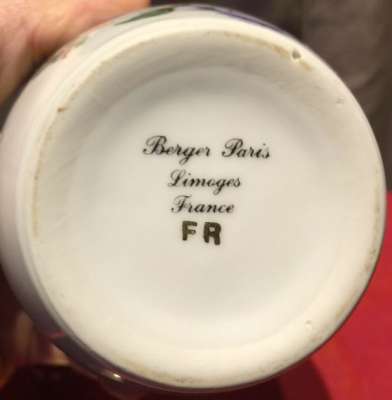 Berger Paris
Limoges
France
FR